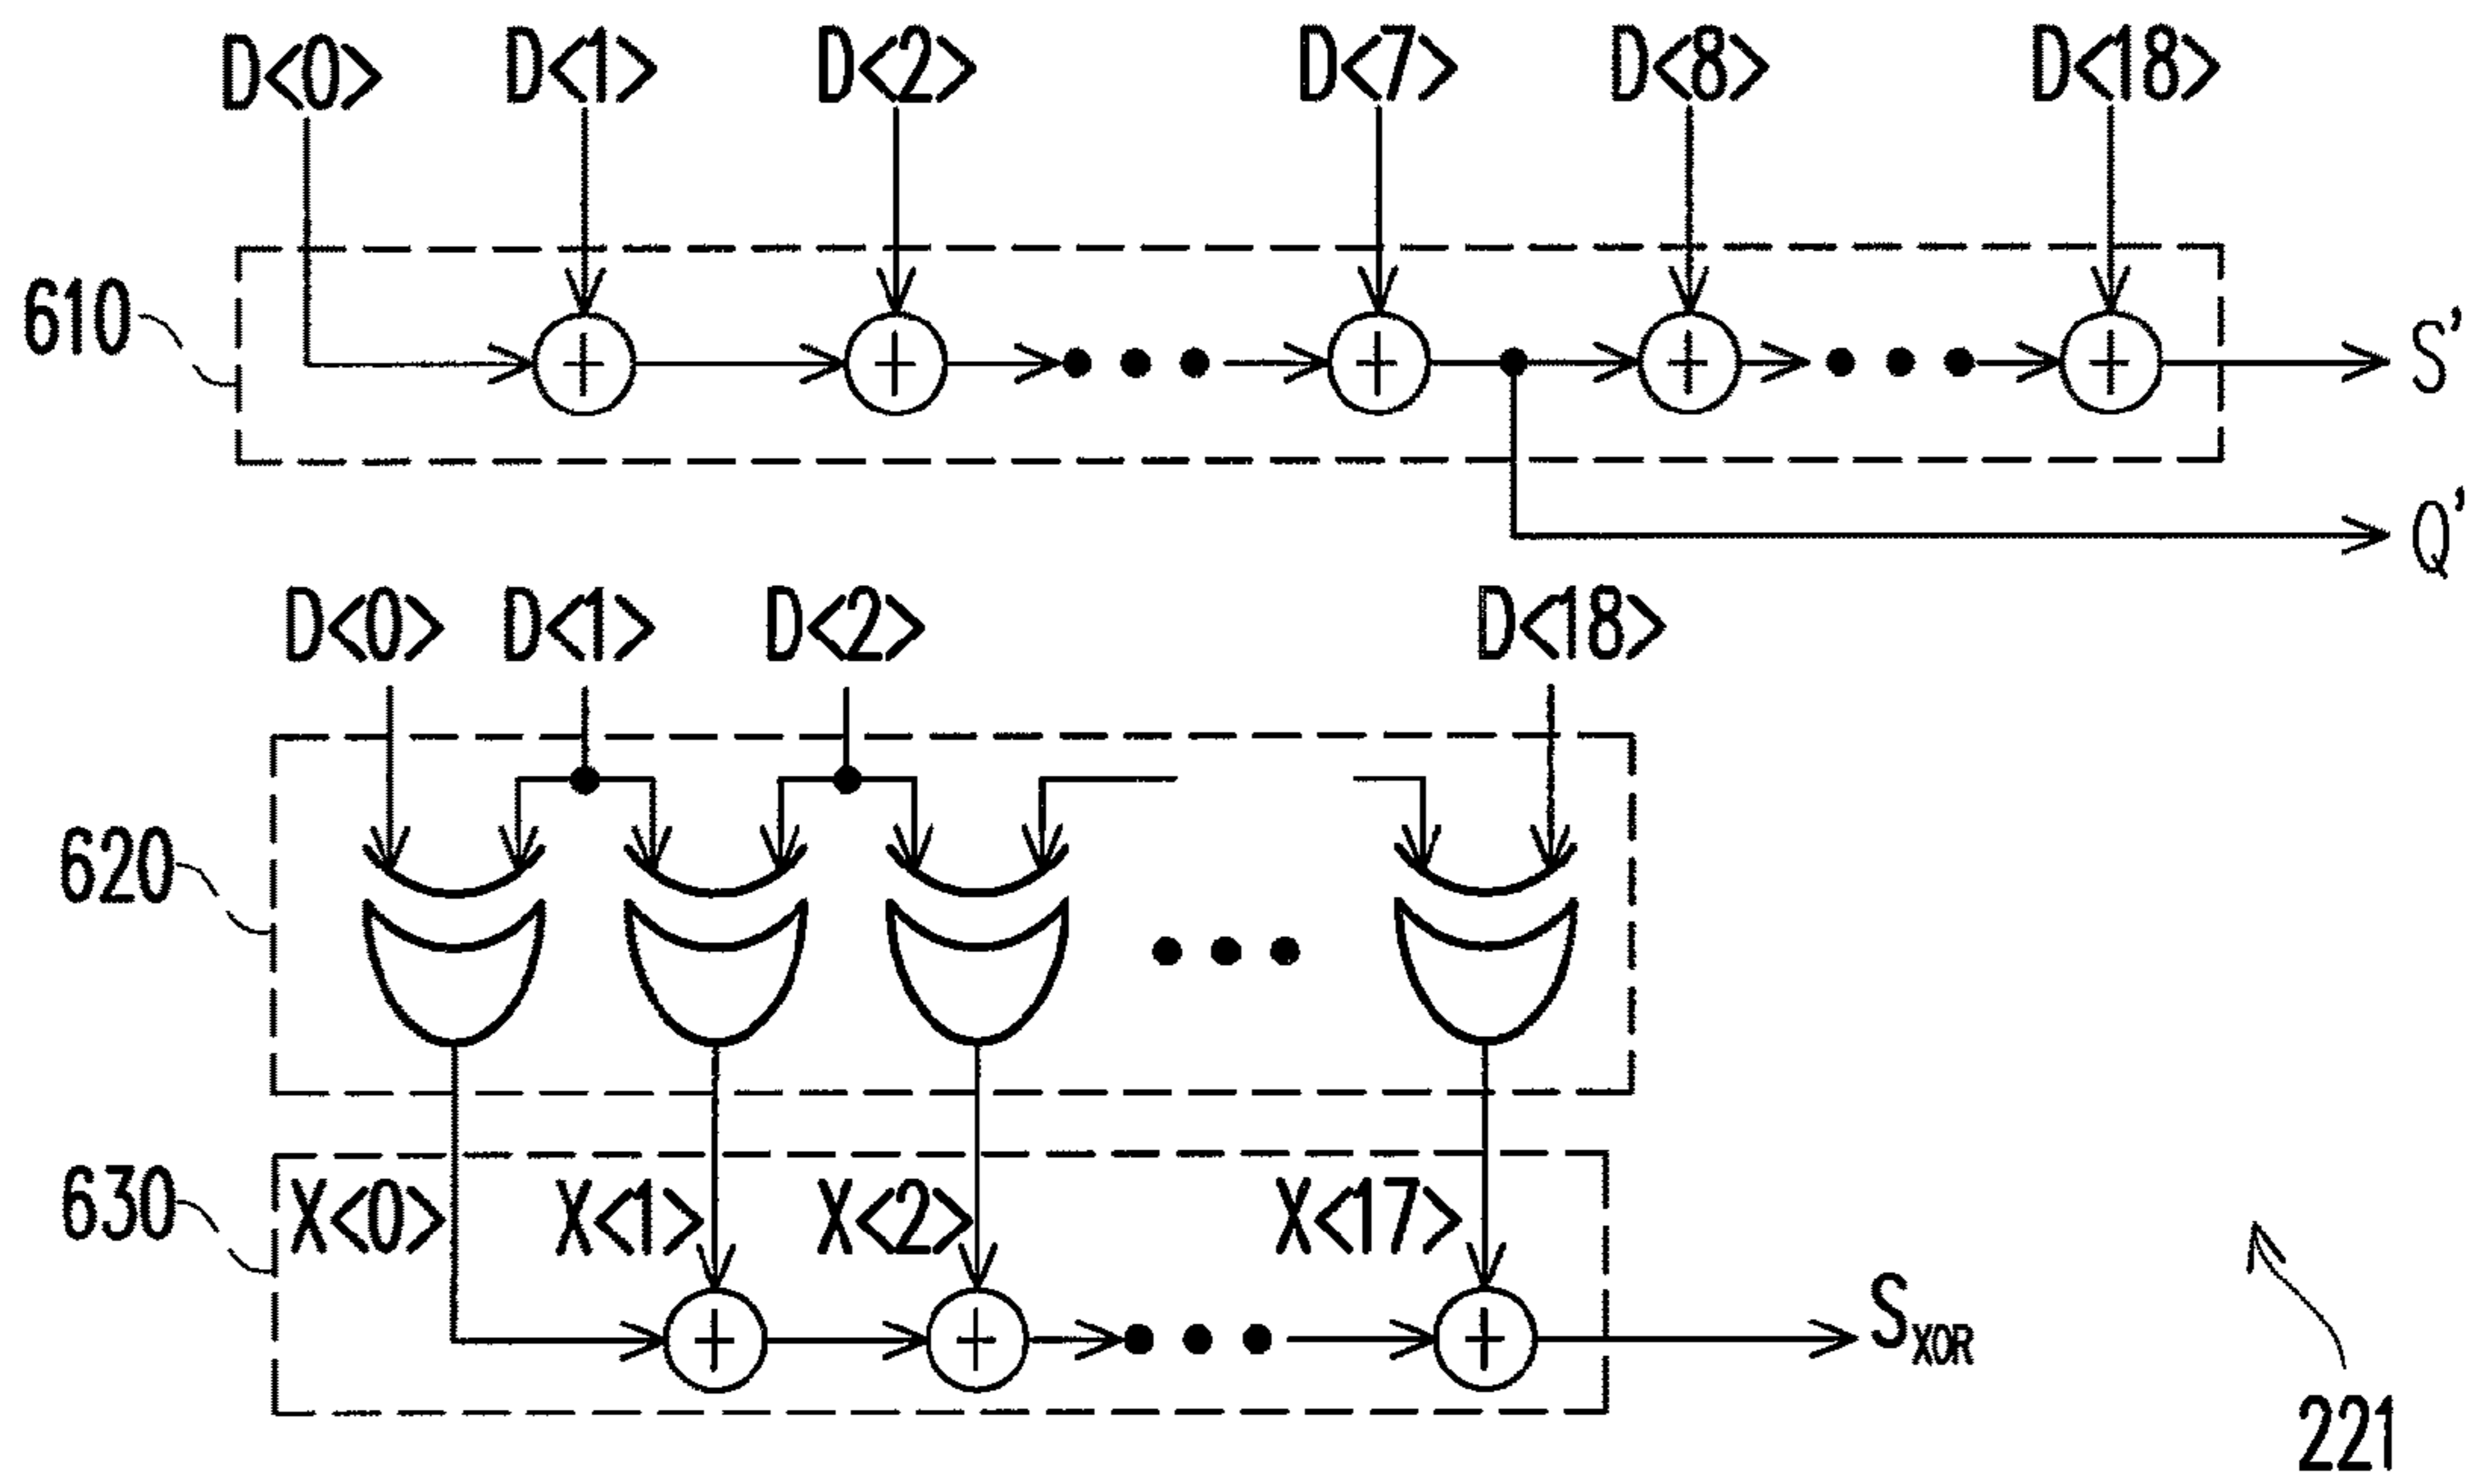 D<0> D<1> D<2> D<7> D<8> D<18>
610
S'
Q'
D<0> D<1> D<2> D<18>
620
630
X<0> X<1> X<2> X<17>
SXOR
221